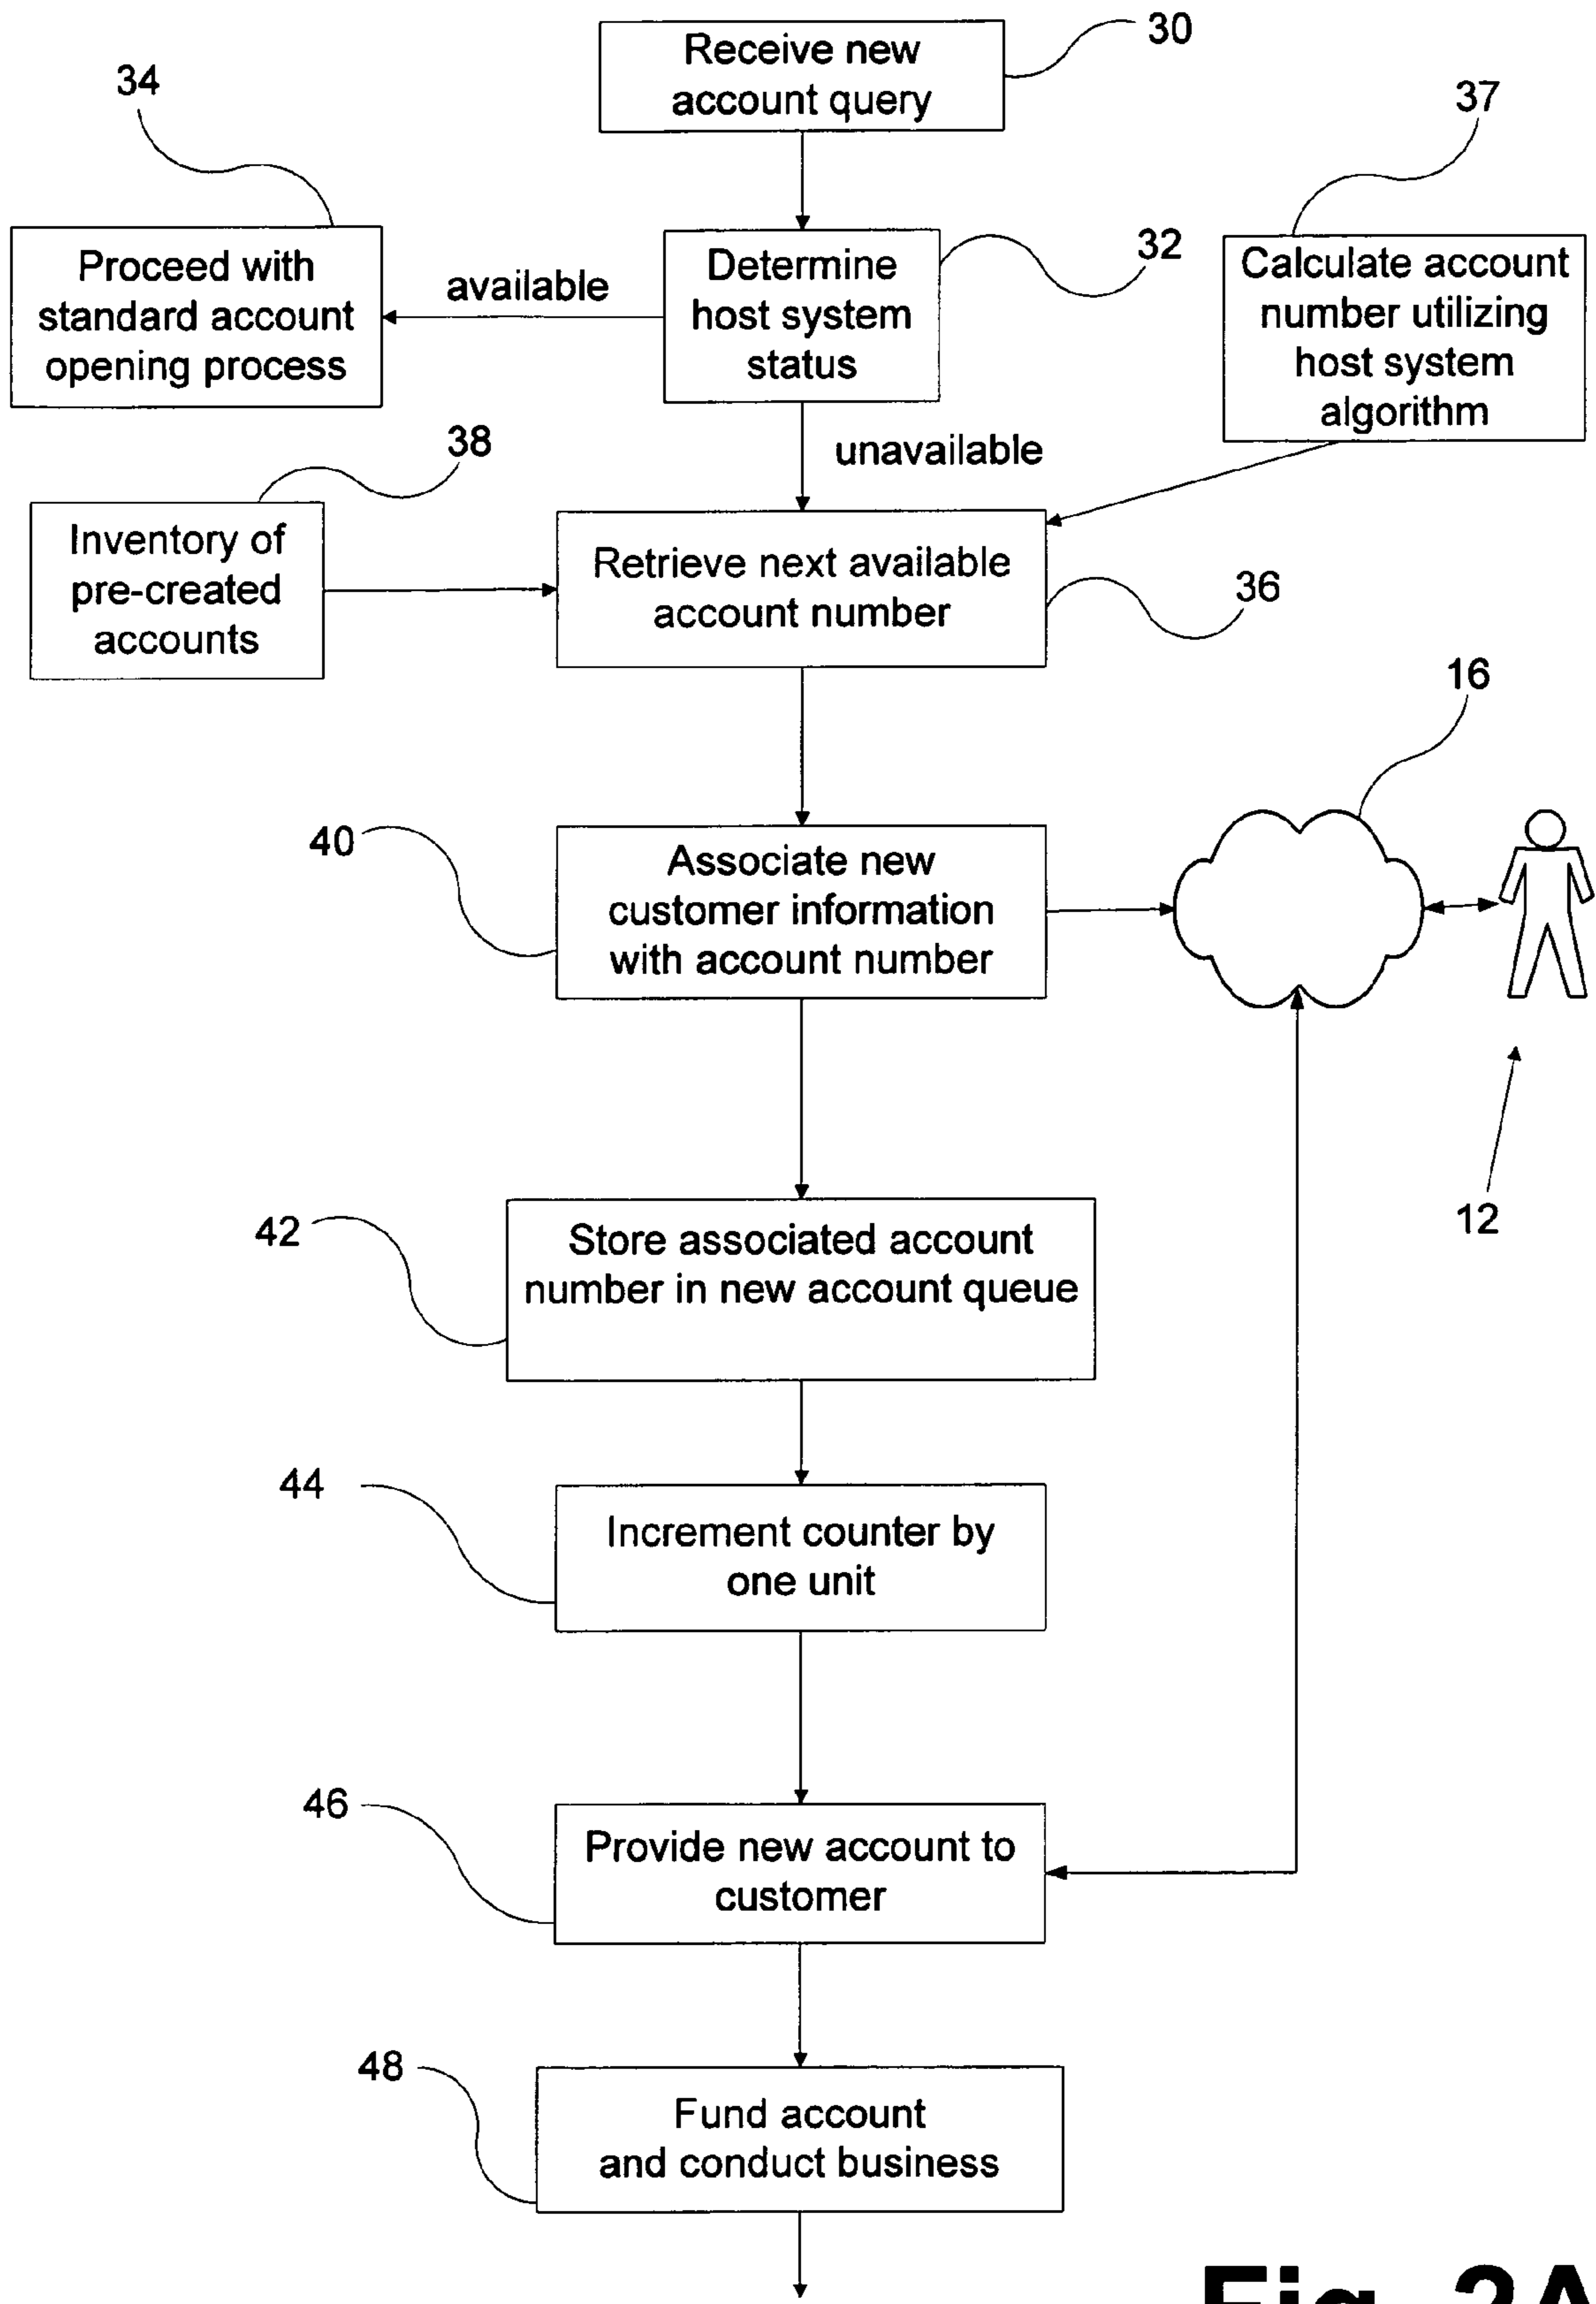 30
Receive new
account query
34
37
Proceed with
standard account
opening process
available
Determine
host system
status
32
Calculate account
number utilizing
host system
algorithm
unavailable
38
Inventory of
pre-created
accounts
Retrieve next available
account number
36
16
40
Associate new
customer information
with account number
12
42
Store associated account
number in new account queue
44
Increment counter by
one unit
46
Provide new account to
customer
48
Fund account
and conduct business
Fig. 2A